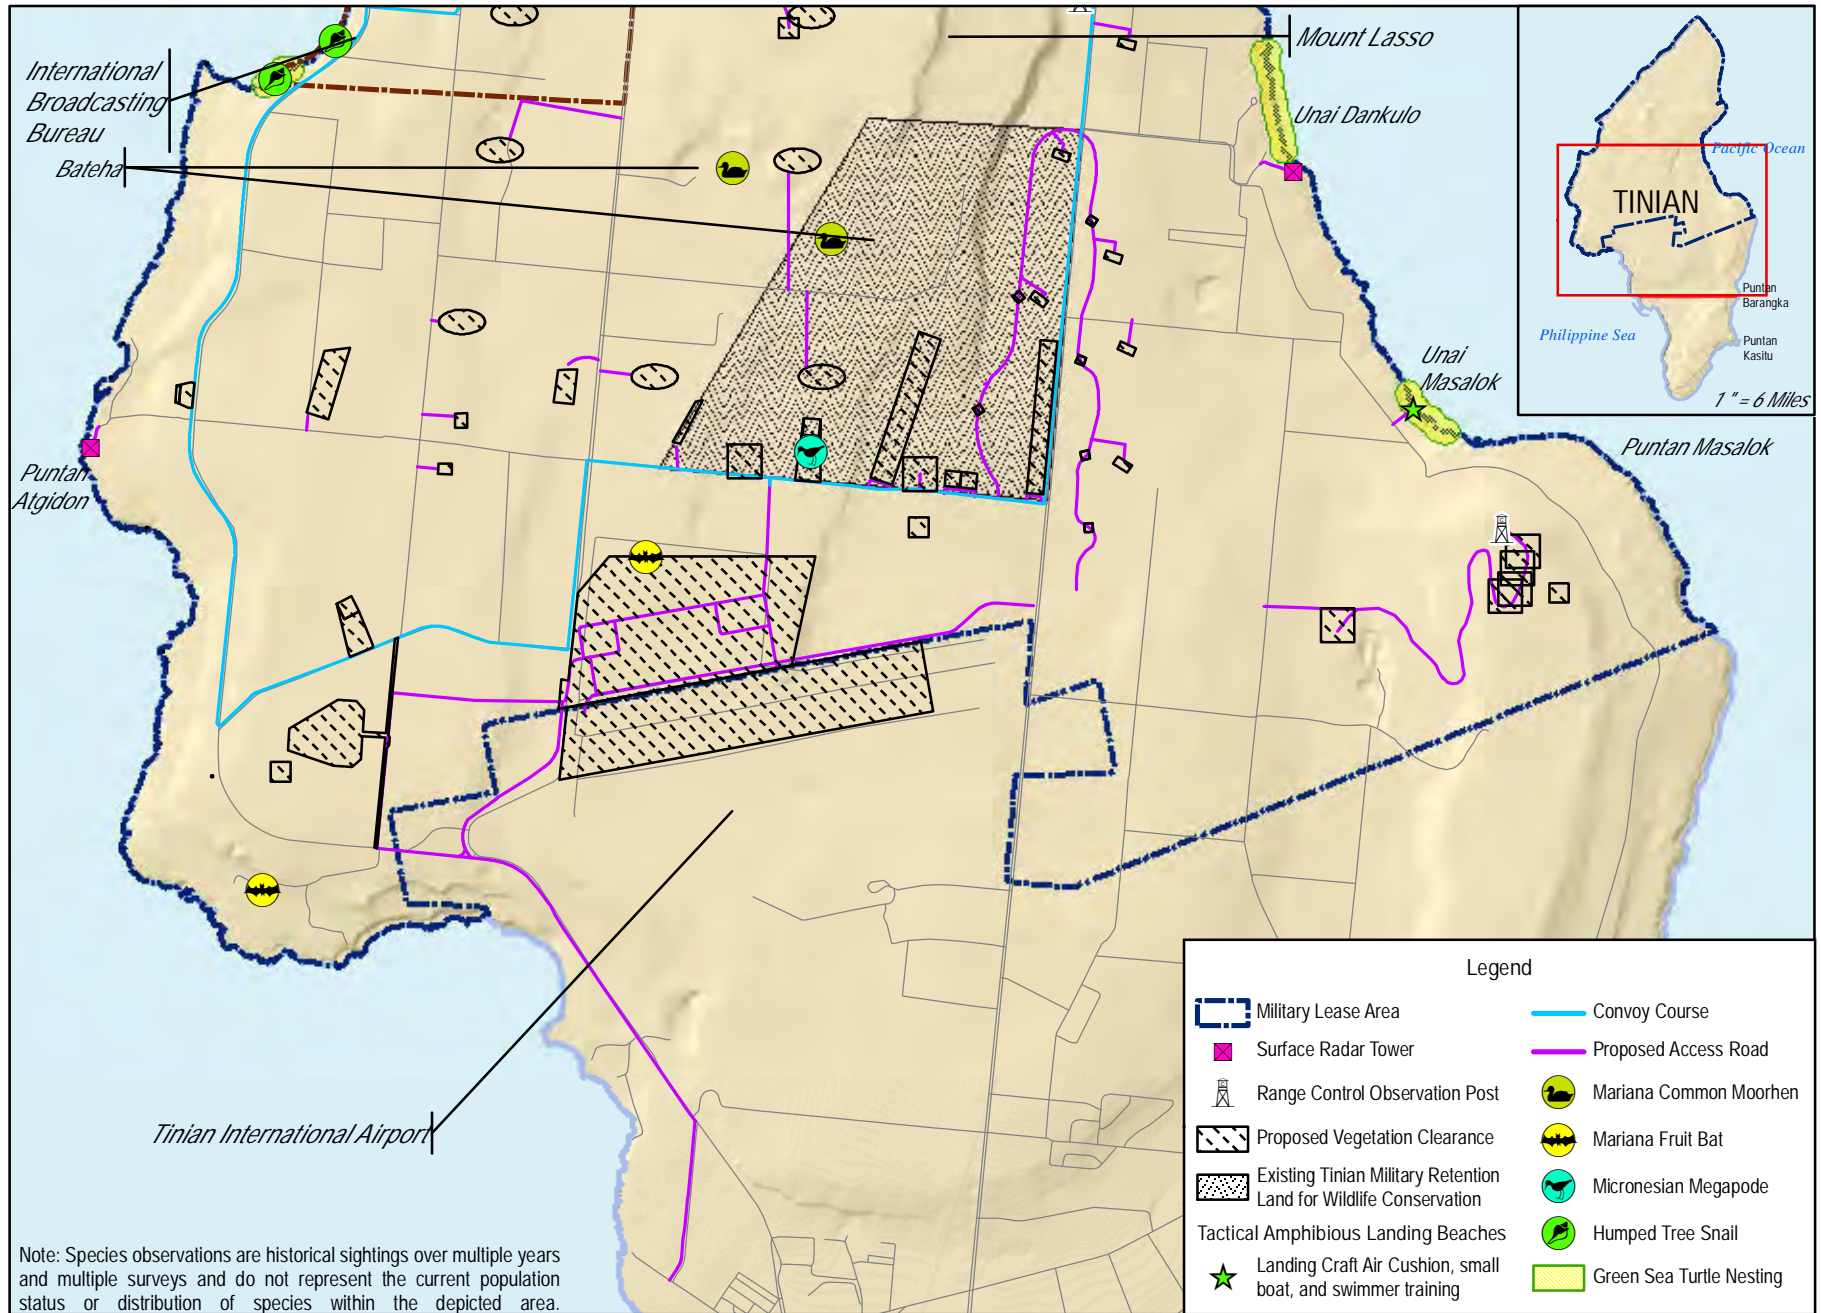 International
Broadcasting
Bureau
Bateha
Mount Lasso
Unai Dankulo
Unai
Masalok
Puntan Masalok
Puntan
Atgidon
Tinian International Airport
Pacific Ocean
TINIAN
Puntan
Barangka
Philippine Sea
Puntan
Kasitu
1 " = 6 Miles
Legend
Military Lease Area
Surface Radar Tower
Range Control Observation Post
Proposed Vegetation Clearance
Existing Tinian Military Retention
Land for Wildlife Conservation
Tactical Amphibious Landing Beaches
Landing Craft Air Cushion, small
boat, and swimmer training
Convoy Course
Proposed Access Road
Mariana Common Moorhen
Mariana Fruit Bat
Micronesian Megapode
Humped Tree Snail
Green Sea Turtle Nesting
Note: Species observations are historical sightings over multiple years
and multiple surveys and do not represent the current population
status or distribution of species within the depicted area.